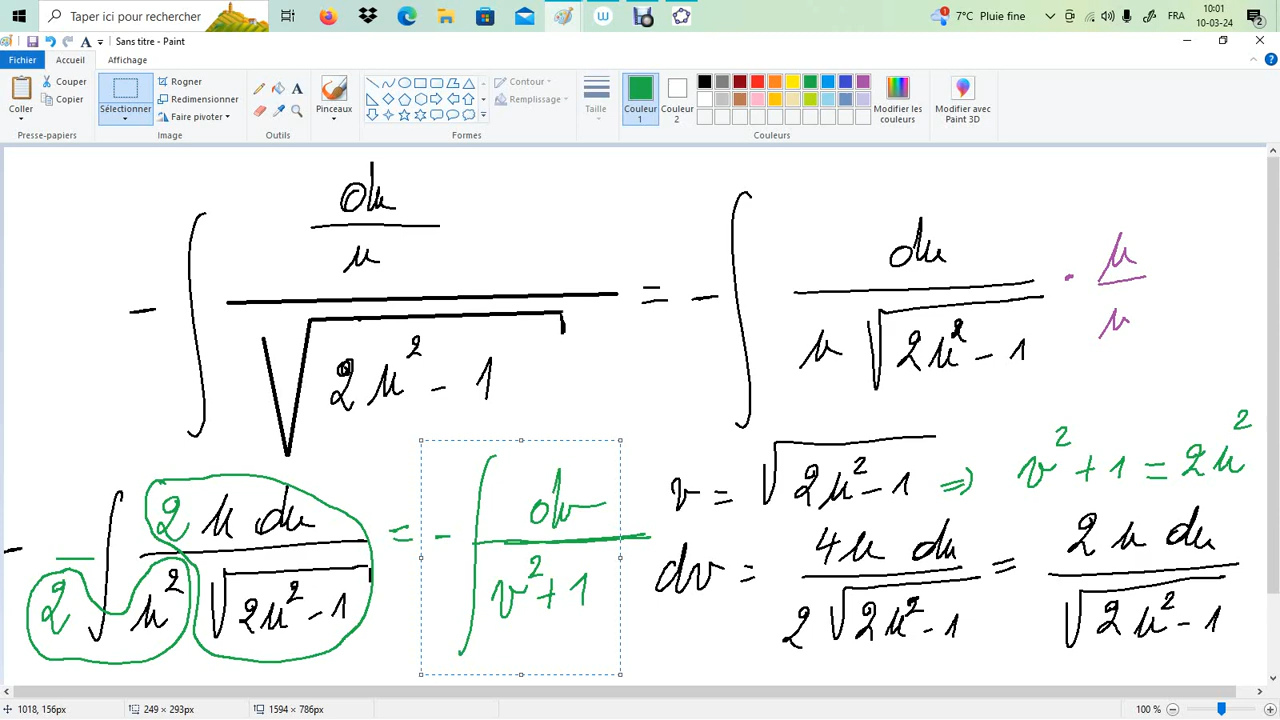 Taper ici pour rechercher
7°C Pluie fine
FRA
10:01
10-03-24
2
Sans titre - Paint
Fichier
Accueil
Affichage
Coller
Couper
Copier
Presse-papiers
Sélectionner
Rogner
Redimensionner
Faire pivoter
Image
A
Outils
Pinceaux
Contour
Remplissage
Formes
Taille
Couleur 1
Couleur 2
Modifier les couleurs
Couleurs
Modifier avec Paint 3D
- ∫ (du/u) / √(2u² - 1) = - ∫ du / (u √(2u² - 1)) · u/u
v = √(2u² - 1) ⇒ v² + 1 = 2u²
- 2 ∫ 2 u du / (u² √(2u² - 1)) = - ∫ dv / (v² + 1)
dv = 4u du / (2 √(2u² - 1)) = 2 u du / √(2u² - 1)
1018, 156px
249 × 293px
1594 × 786px
100 %